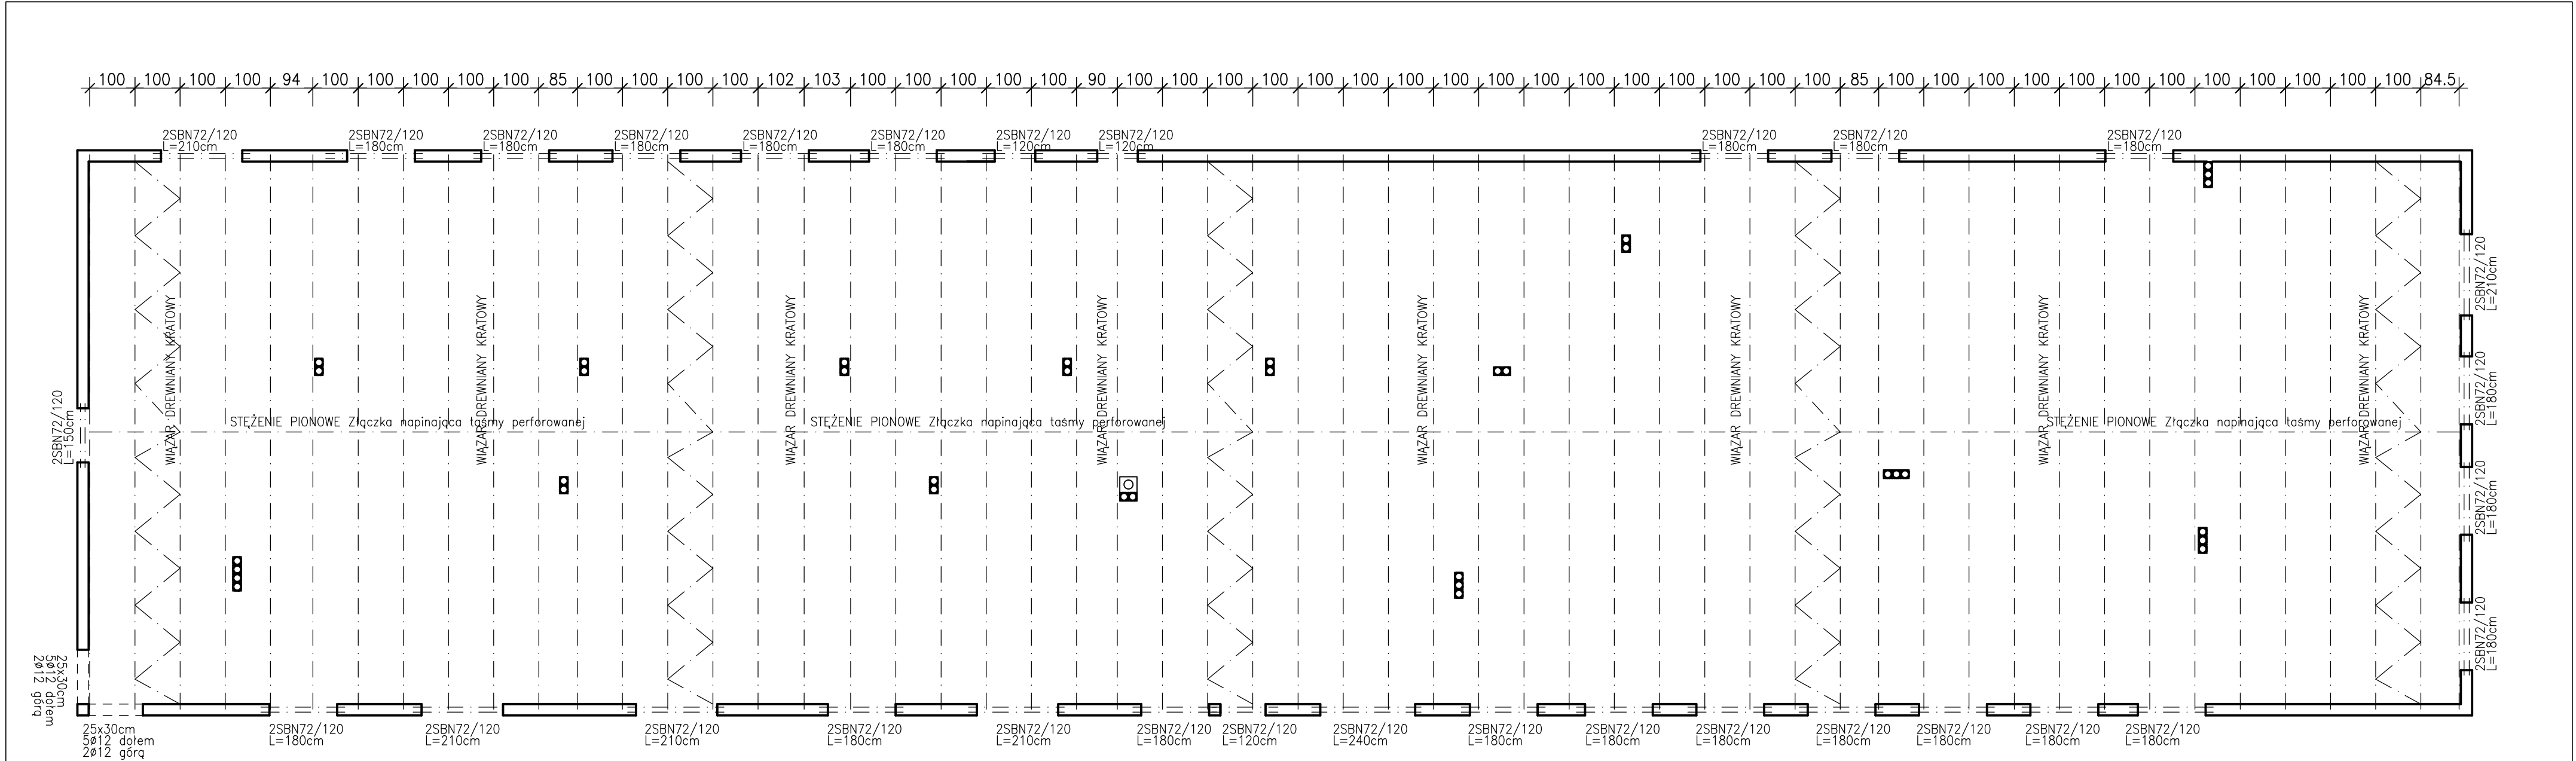 100 100 100 100 94 100 100 100 100 100 85 100 100 100 100 102 103 100 100 100 100 100 90 100 100 100 100 100 100 100 100 100 100 100 100 100 100 100 100 85 100 100 100 100 100 100 100 100 100 100 100 100 84.5
2SBN72/120
L=210cm
2SBN72/120
L=180cm
2SBN72/120
L=180cm
2SBN72/120
L=180cm
2SBN72/120
L=180cm
2SBN72/120
L=180cm
2SBN72/120
L=120cm
2SBN72/120
L=120cm
2SBN72/120
L=180cm
2SBN72/120
L=180cm
2SBN72/120
L=180cm
2SBN72/120
L=210cm
2SBN72/120
L=180cm
2SBN72/120
L=180cm
2SBN72/120
L=180cm
WIĄZAR DREWNIANY KRATOWY
WIĄZAR DREWNIANY KRATOWY
WIĄZAR DREWNIANY KRATOWY
WIĄZAR DREWNIANY KRATOWY
WIĄZAR DREWNIANY KRATOWY
WIĄZAR DREWNIANY KRATOWY
WIĄZAR DREWNIANY KRATOWY
WIĄZAR DREWNIANY KRATOWY
2SBN72/120
L=150cm
STĘŻENIE PIONOWE Złączka napinająca taśmy perforowanej
STĘŻENIE PIONOWE Złączka napinająca taśmy perforowanej
STĘŻENIE PIONOWE Złączka napinająca taśmy perforowanej
25x30cm
5ø12 dołem
2ø12 górą
25x30cm
5ø12 dołem
2ø12 górą
2SBN72/120
L=180cm
2SBN72/120
L=210cm
2SBN72/120
L=210cm
2SBN72/120
L=180cm
2SBN72/120
L=210cm
2SBN72/120
L=180cm
2SBN72/120
L=120cm
2SBN72/120
L=240cm
2SBN72/120
L=180cm
2SBN72/120
L=180cm
2SBN72/120
L=180cm
2SBN72/120
L=180cm
2SBN72/120
L=180cm
2SBN72/120
L=180cm
2SBN72/120
L=180cm